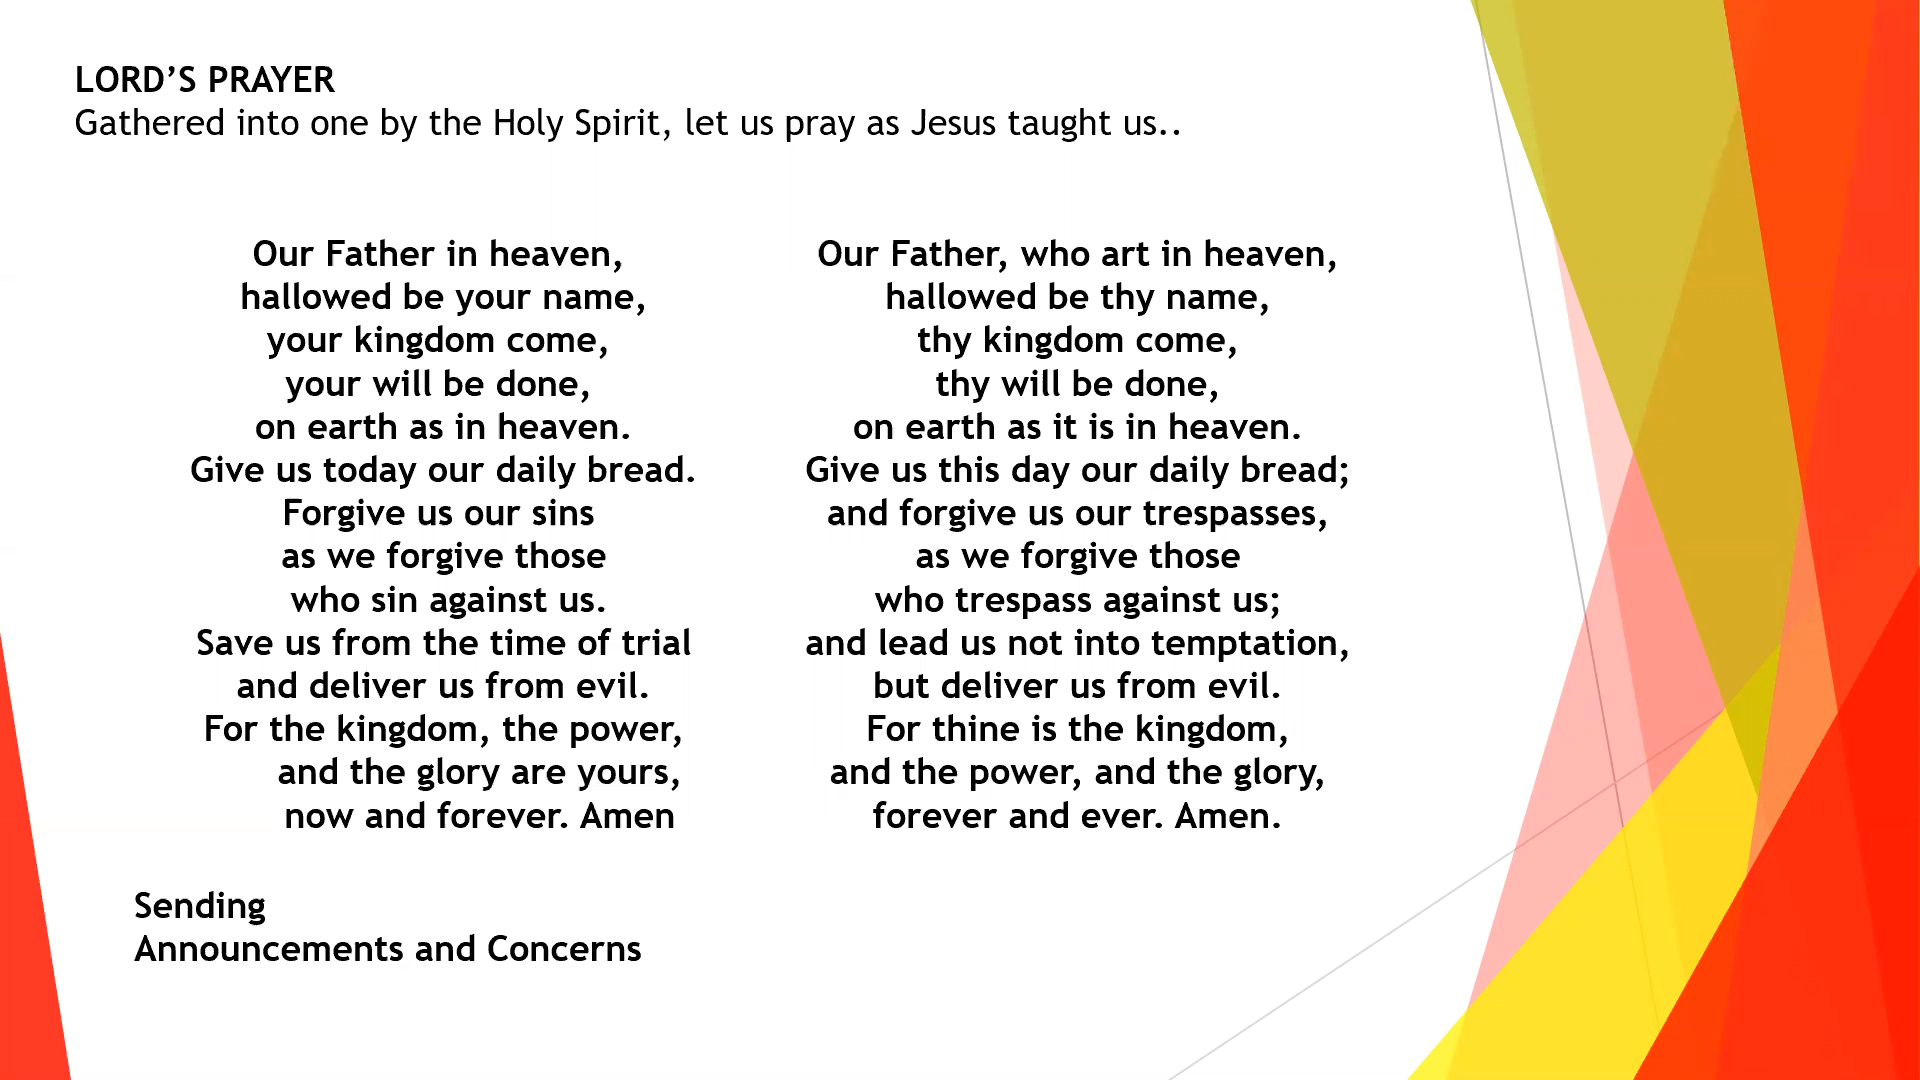 LORD’S PRAYER
Gathered into one by the Holy Spirit, let us pray as Jesus taught us..
Our Father in heaven,
hallowed be your name,
your kingdom come,
your will be done,
on earth as in heaven.
Give us today our daily bread.
Forgive us our sins
as we forgive those
who sin against us.
Save us from the time of trial
and deliver us from evil.
For the kingdom, the power,
and the glory are yours,
now and forever. Amen
Our Father, who art in heaven,
hallowed be thy name,
thy kingdom come,
thy will be done,
on earth as it is in heaven.
Give us this day our daily bread;
and forgive us our trespasses,
as we forgive those
who trespass against us;
and lead us not into temptation,
but deliver us from evil.
For thine is the kingdom,
and the power, and the glory,
forever and ever. Amen.
Sending
Announcements and Concerns